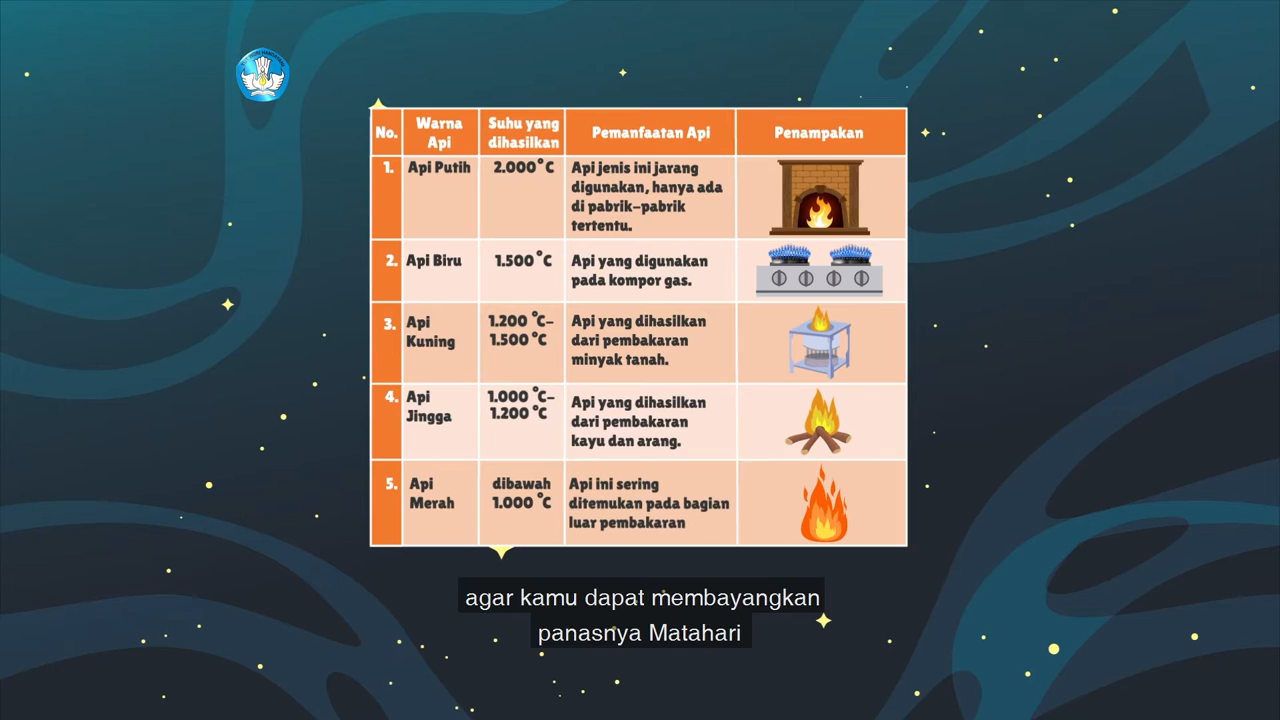 No.
Warna
Api
Suhu yang
dihasilkan
Pemanfaatan Api
Penampakan
1.
Api Putih
2.000°C
Api jenis ini jarang
digunakan, hanya ada
di pabrik-pabrik
tertentu.
2.
Api Biru
1.500°C
Api yang digunakan
pada kompor gas.
3.
Api
Kuning
1.200 °C-
1.500 °C
Api yang dihasilkan
dari pembakaran
minyak tanah.
4.
Api
Jingga
1.000 °C-
1.200 °C
Api yang dihasilkan
dari pembakaran
kayu dan arang.
5.
Api
Merah
dibawah
1.000 °C
Api ini sering
ditemukan pada bagian
luar pembakaran
agar kamu dapat membayangkan
panasnya Matahari